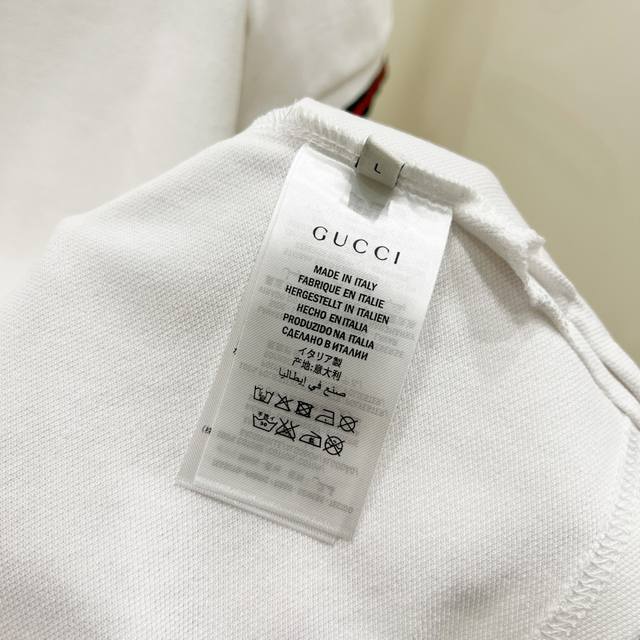 L
GUCCI
MADE IN ITALY
FABRIQUE EN ITALIE
HERGESTELLT IN ITALIEN
HECHO EN ITALIA
PRODUZIDO NA ITALIA
СДЕЛАНО В ИТАЛИИ
イタリア製
产地:意大利
صنع في إيطاليا